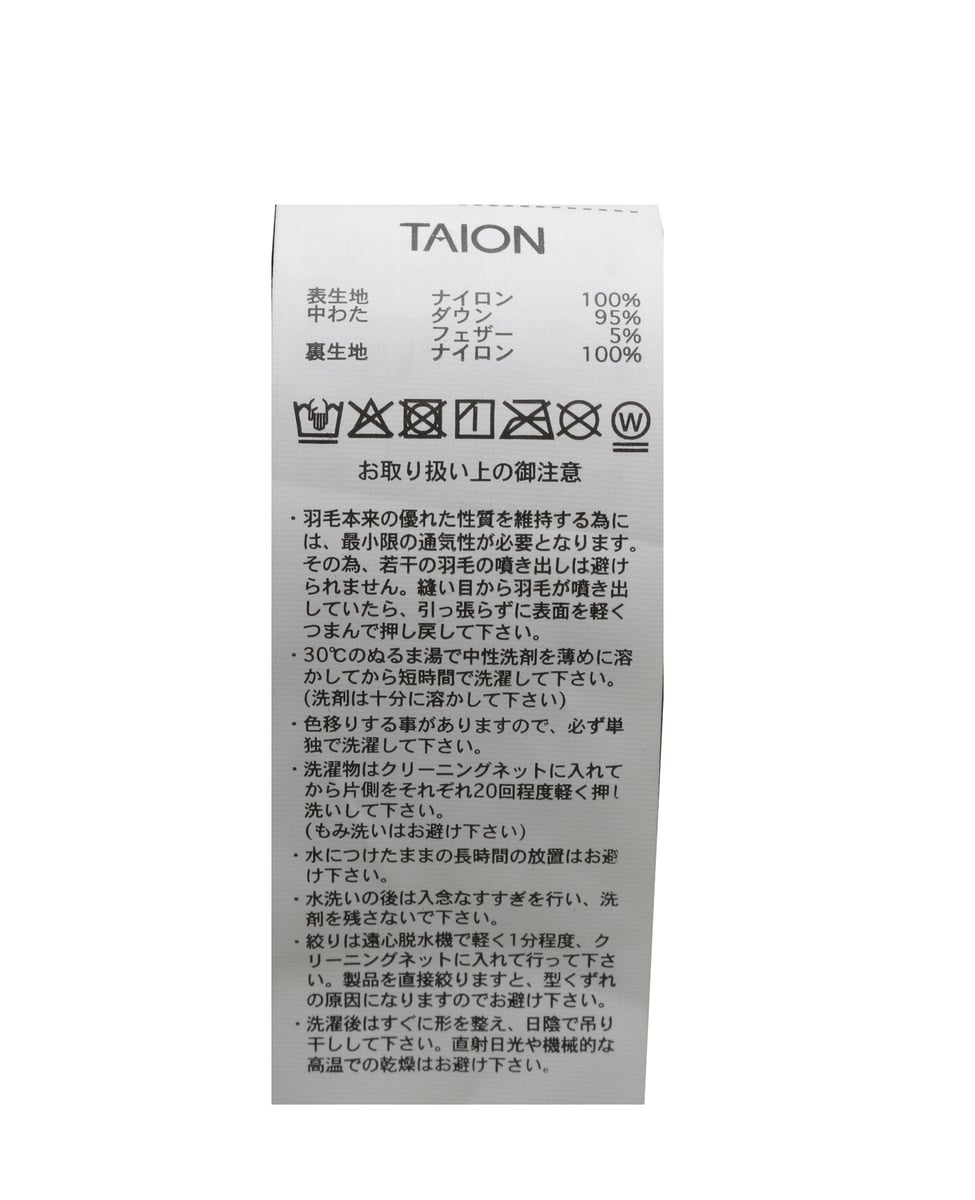 TAION
表生地 ナイロン 100%
中わた ダウン 95%
フェザー 5%
裏生地 ナイロン 100%
W
お取り扱い上の御注意
・羽毛本来の優れた性質を維持する為に
は、最小限の通気性が必要となります。
その為、若干の羽毛の噴き出しは避け
られません。縫い目から羽毛が噴き出
していたら、引っ張らずに表面を軽く
つまんで押し戻して下さい。
・30℃のぬるま湯で中性洗剤を薄めに溶
かしてから短時間で洗濯して下さい。
(洗剤は十分に溶かして下さい)
・色移りする事がありますので、必ず単
独で洗濯して下さい。
・洗濯物はクリーニングネットに入れて
から片側をそれぞれ20回程度軽く押し
洗いして下さい。
(もみ洗いはお避け下さい)
・水につけたままの長時間の放置はお避
け下さい。
・水洗いの後は入念なすすぎを行い、洗
剤を残さないで下さい。
・絞りは遠心脱水機で軽く1分程度、ク
リーニングネットに入れて行って下さ
い。製品を直接絞りますと、型くずれ
の原因になりますのでお避け下さい。
・洗濯後はすぐに形を整え、日陰で吊り
干しして下さい。直射日光や機械的な
高温での乾燥はお避け下さい。